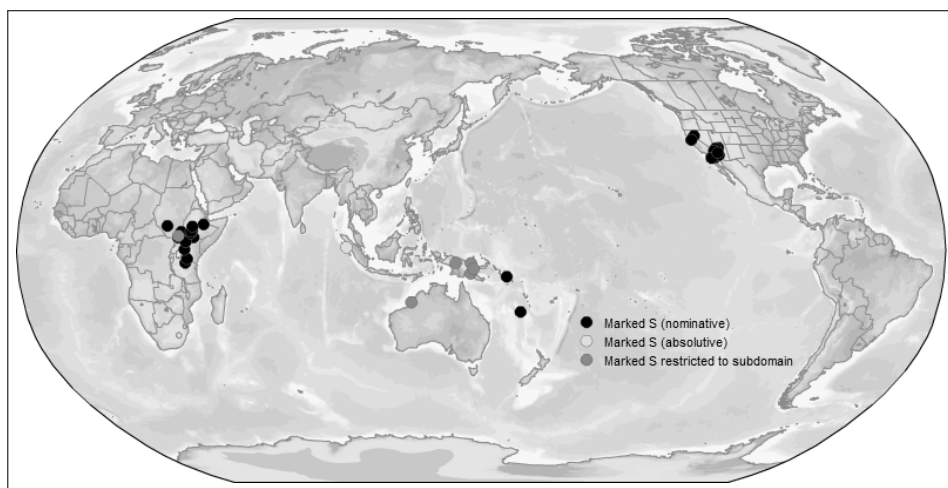 Marked S (nominative)
Marked S (absolutive)
Marked S restricted to subdomain